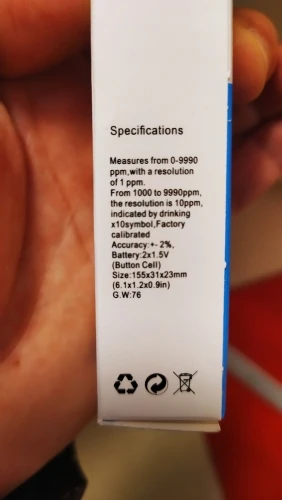 Specifications
Measures from 0-9990
ppm,with a resolution
of 1 ppm.
From 1000 to 9990ppm,
the resolution is 10ppm,
indicated by drinking
x10symbol,Factory
calibrated
Accuracy:+- 2%,
Battery:2x1.5V
(Button Cell)
Size:155x31x23mm
(6.1x1.2x0.9in)
G.W:76